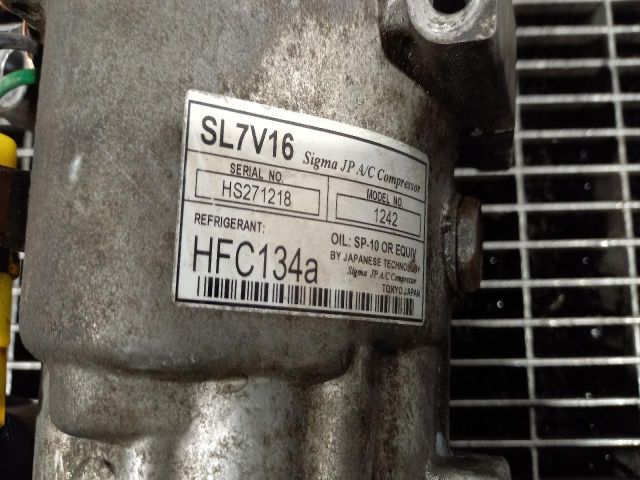 SL7V16 Sigma JP A/C Compressor
SERIAL NO. MODEL NO.
HS271218 1242
REFRIGERANT: OIL: SP-10 OR EQUIV
HFC134a BY JAPANESE TECHNOLOGY
Sigma JP A/C Compressor
TOKYO JAPAN